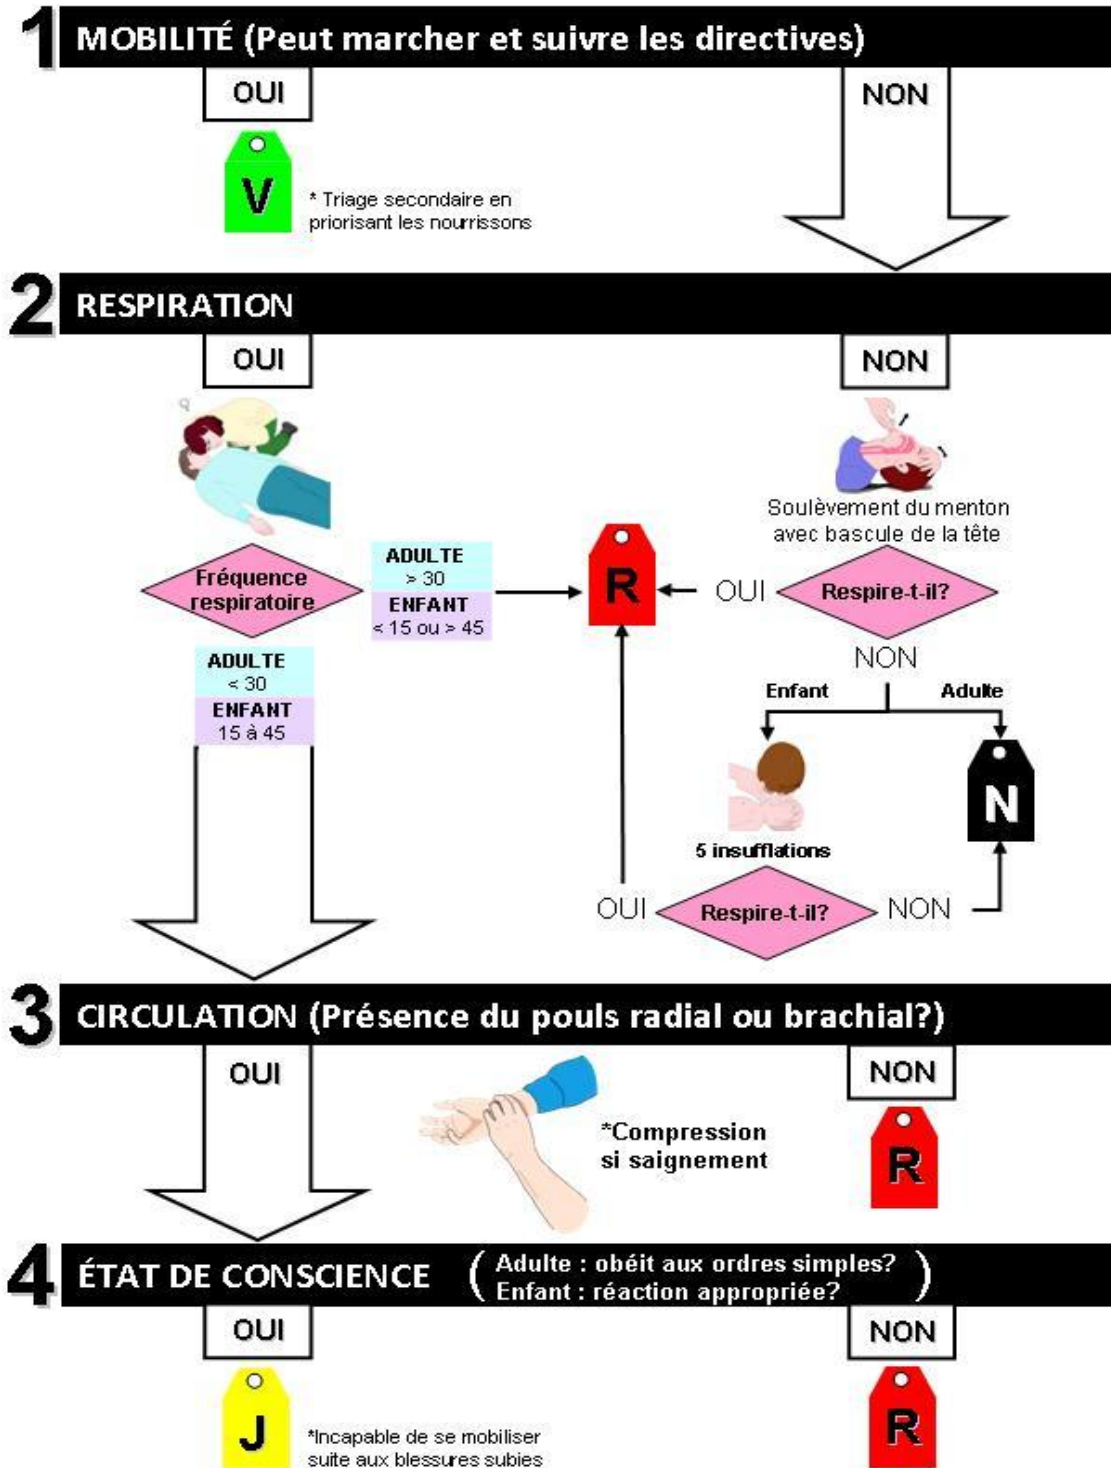 1 MOBILITÉ (Peut marcher et suivre les directives)
OUI
NON
V
* Triage secondaire en
priorisant les nourrissons
2 RESPIRATION
OUI
NON
Soulèvement du menton
avec bascule de la tête
Fréquence
respiratoire
ADULTE
> 30
ENFANT
< 15 ou > 45
R
OUI
Respire-t-il?
NON
ADULTE
< 30
ENFANT
15 à 45
Enfant
Adulte
N
5 insufflations
OUI
Respire-t-il?
NON
3 CIRCULATION (Présence du pouls radial ou brachial?)
OUI
NON
*Compression
si saignement
R
4 ÉTAT DE CONSCIENCE
( Adulte : obéit aux ordres simples?
Enfant : réaction appropriée? )
OUI
NON
J
*Incapable de se mobiliser
suite aux blessures subies
R